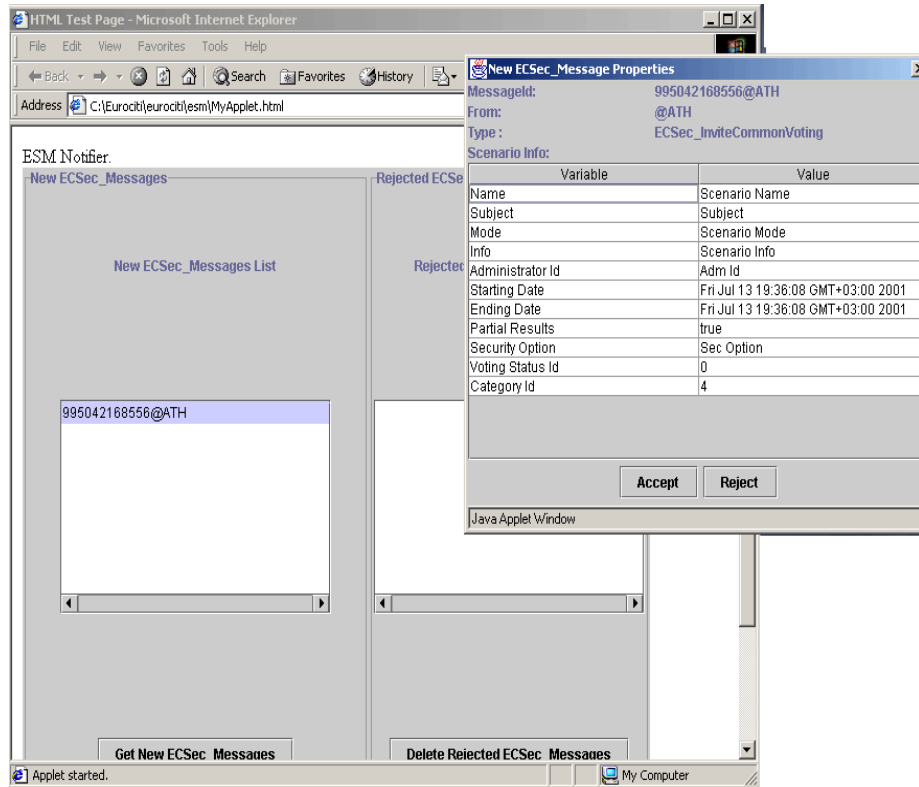 HTML Test Page - Microsoft Internet Explorer
File Edit View Favorites Tools Help
Back Search Favorites History
Address C:\Eurociti\eurociti\esm\MyApplet.html
ESM Notifier.
New ECSec_Messages
New ECSec_Messages List
995042168556@ATH
Get New ECSec_Messages
Rejected ECSe
Rejected
Delete Rejected ECSec_Messages
New ECSec_Message Properties
MessageId: 995042168556@ATH
From: @ATH
Type : ECSec_InviteCommonVoting
Scenario Info:
Variable Value
Name Scenario Name
Subject Subject
Mode Scenario Mode
Info Scenario Info
Administrator Id Adm Id
Starting Date Fri Jul 13 19:36:08 GMT+03:00 2001
Ending Date Fri Jul 13 19:36:08 GMT+03:00 2001
Partial Results true
Security Option Sec Option
Voting Status Id 0
Category Id 4
Accept Reject
Java Applet Window
Applet started. My Computer